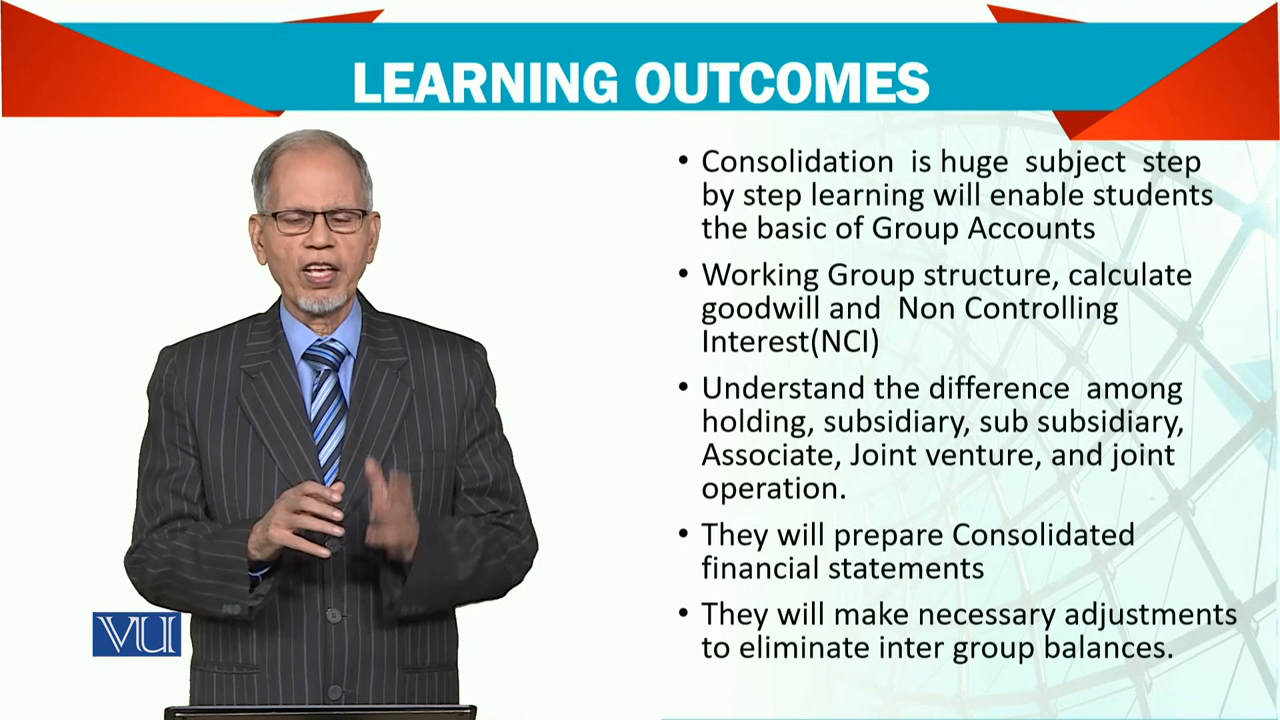 LEARNING OUTCOMES
• Consolidation is huge subject step
by step learning will enable students
the basic of Group Accounts
• Working Group structure, calculate
goodwill and Non Controlling
Interest(NCI)
• Understand the difference among
holding, subsidiary, sub subsidiary,
Associate, Joint venture, and joint
operation.
• They will prepare Consolidated
financial statements
• They will make necessary adjustments
to eliminate inter group balances.
VU